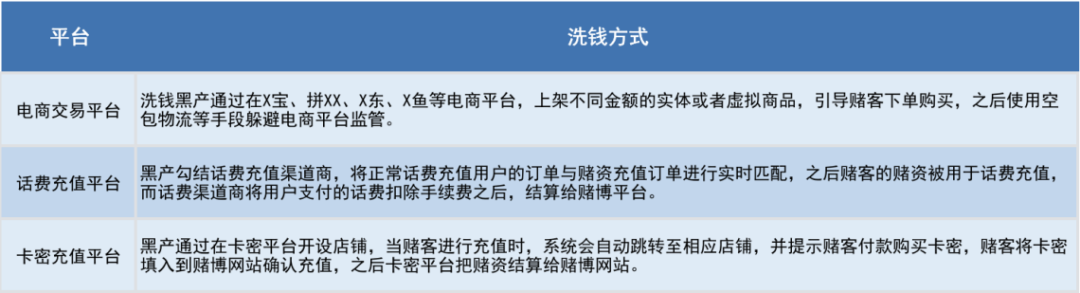 平台
洗钱方式
电商交易平台
洗钱黑产通过在X宝、拼XX、X东、X鱼等电商平台，上架不同金额的实体或者虚拟商品，引导赌客下单购买，之后使用空
包物流等手段躲避电商平台监管。
话费充值平台
黑产勾结话费充值渠道商，将正常话费充值用户的订单与赌资充值订单进行实时匹配，之后赌客的赌资被用于话费充值，
而话费渠道商将用户支付的话费扣除手续费之后，结算给赌博平台。
卡密充值平台
黑产通过在卡密平台开设店铺，当赌客进行充值时，系统会自动跳转至相应店铺，并提示赌客付款购买卡密，赌客将卡密
填入到赌博网站确认充值，之后卡密平台把赌资结算给赌博网站。